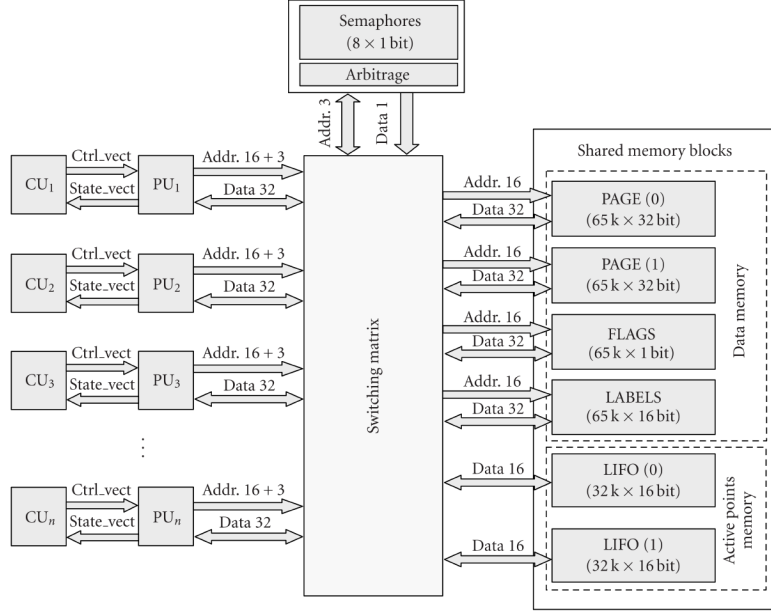 Semaphores
(8 × 1 bit)
Arbitrage
Addr. 3
Data 1
Shared memory blocks
CU1
Ctrl_vect
State_vect
PU1
Addr. 16 + 3
Data 32
CU2
Ctrl_vect
State_vect
PU2
Addr. 16 + 3
Data 32
CU3
Ctrl_vect
State_vect
PU3
Addr. 16 + 3
Data 32
⋮
CUn
Ctrl_vect
State_vect
PUn
Addr. 16 + 3
Data 32
Switching matrix
Addr. 16
Data 32
PAGE (0)
(65 k × 32 bit)
Addr. 16
Data 32
PAGE (1)
(65 k × 32 bit)
Addr. 16
Data 32
FLAGS
(65 k × 1 bit)
Addr. 16
Data 32
LABELS
(65 k × 16 bit)
Data memory
Data 16
LIFO (0)
(32 k × 16 bit)
Data 16
LIFO (1)
(32 k × 16 bit)
Active points
memory